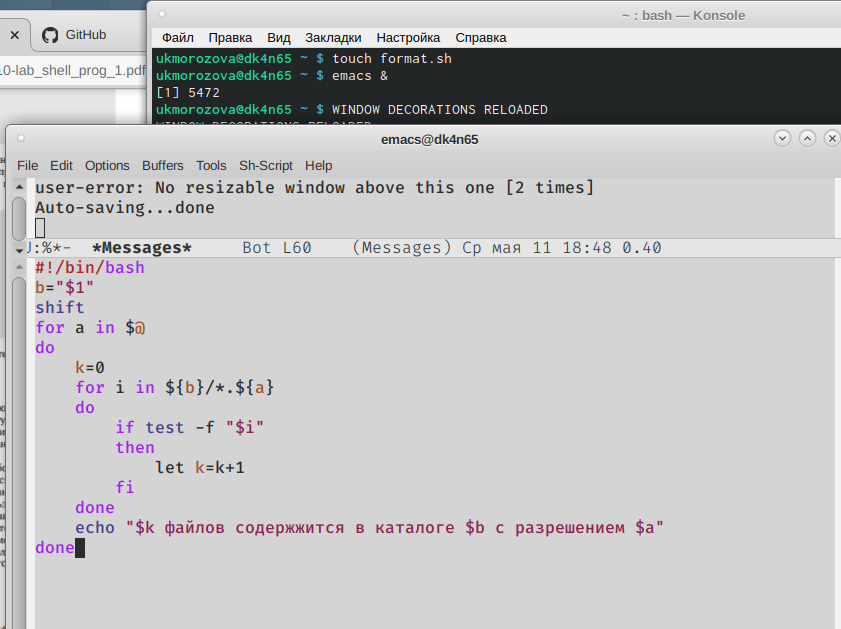 ~ : bash — Konsole
GitHub
10-lab_shell_prog_1.pdf
Файл Правка Вид Закладки Настройка Справка
ukmorozova@dk4n65 ~ $ touch format.sh
ukmorozova@dk4n65 ~ $ emacs &
[1] 5472
ukmorozova@dk4n65 ~ $ WINDOW DECORATIONS RELOADED
WINDOW DECORATIONS RELOADED
emacs@dk4n65
File Edit Options Buffers Tools Sh-Script Help
user-error: No resizable window above this one [2 times]
Auto-saving...done
U:%*- *Messages* Bot L60 (Messages) Ср мая 11 18:48 0.40
#!/bin/bash
b="$1"
shift
for a in $@
do
    k=0
    for i in ${b}/*.${a}
    do
        if test -f "$i"
        then
            let k=k+1
        fi
    done
    echo "$k файлов содержжится в каталоге $b с разрешением $a"
done